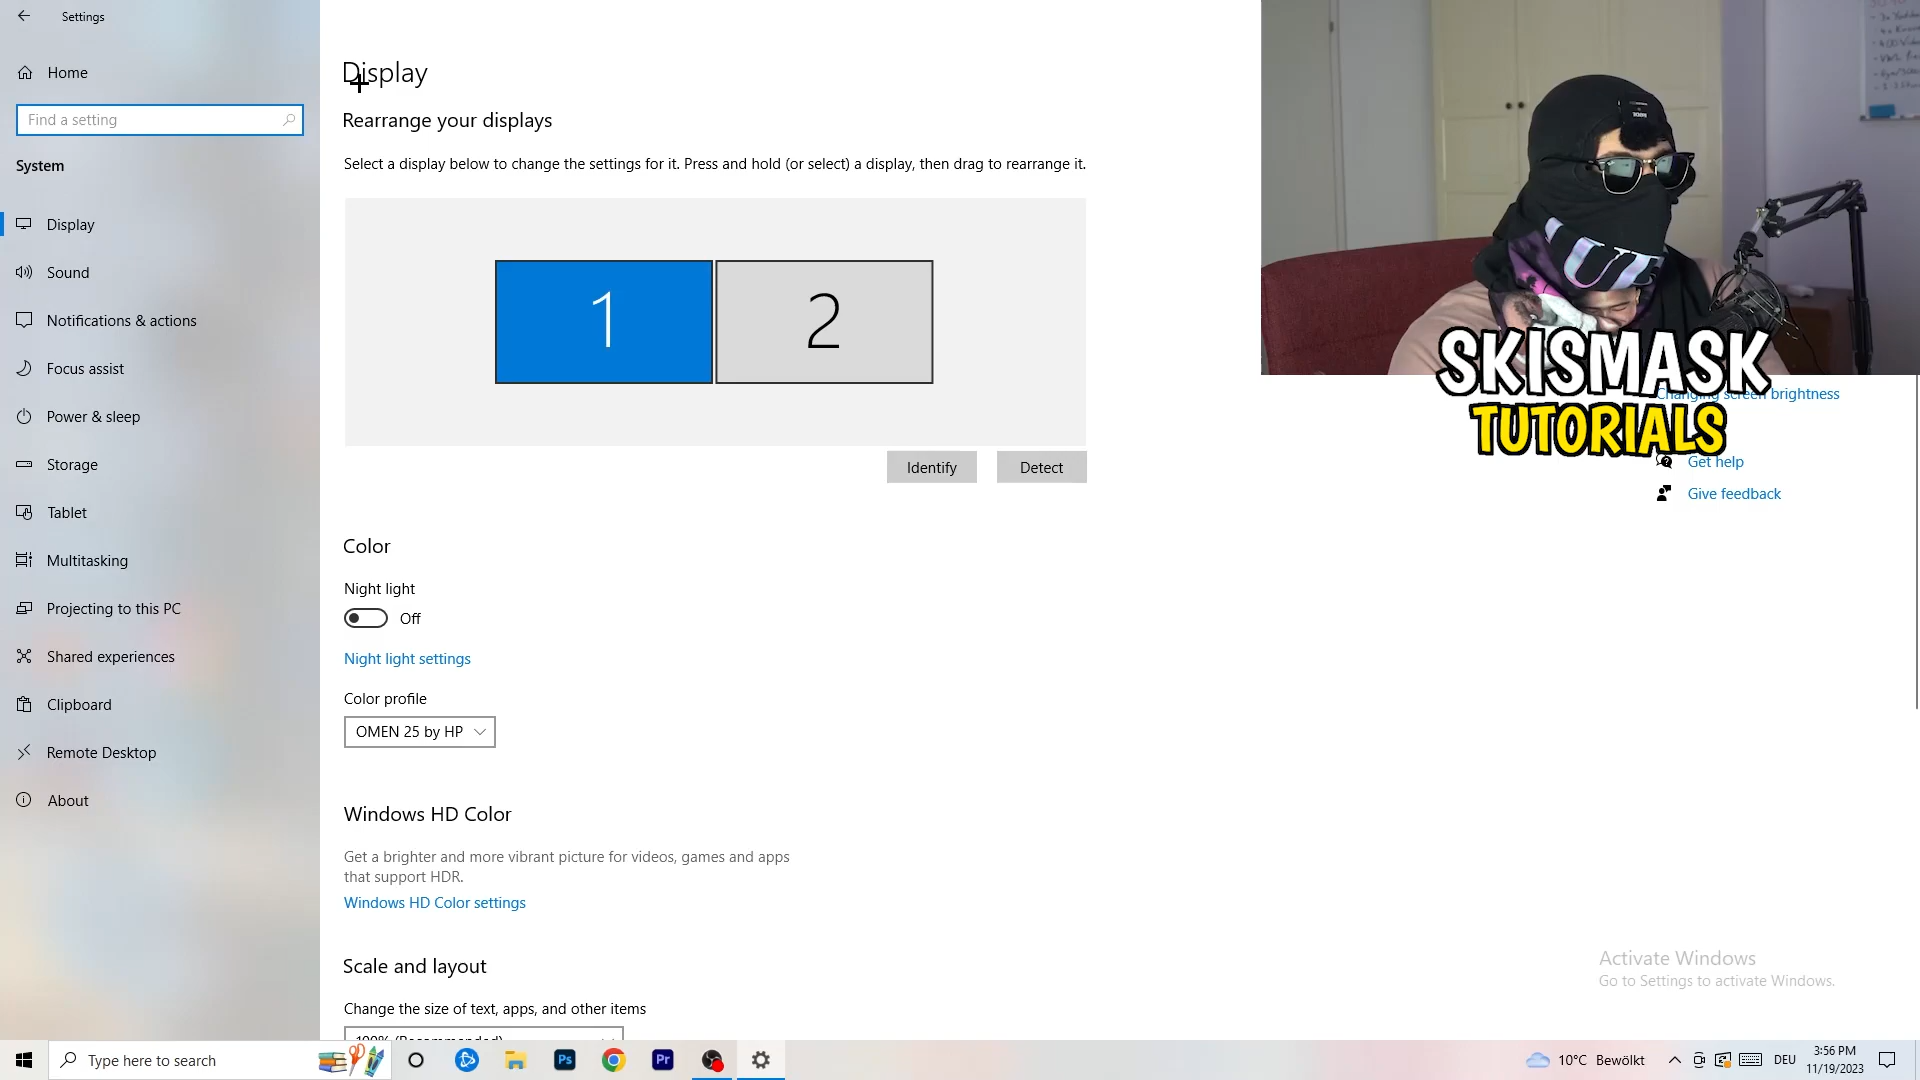 Settings
Home
Find a setting
System
Display
Sound
Notifications & actions
Focus assist
Power & sleep
Storage
Tablet
Multitasking
Projecting to this PC
Shared experiences
Clipboard
Remote Desktop
About
Display
Rearrange your displays
Select a display below to change the settings for it. Press and hold (or select) a display, then drag to rearrange it.
1
2
Identify
Detect
Color
Night light
Off
Night light settings
Color profile
OMEN 25 by HP
Windows HD Color
Get a brighter and more vibrant picture for videos, games and apps
that support HDR.
Windows HD Color settings
Scale and layout
Change the size of text, apps, and other items
100% (Recommended)
SKISMASK
TUTORIALS
Changing screen brightness
Get help
Give feedback
Activate Windows
Go to Settings to activate Windows.
Type here to search
Ps
Pr
10°C Bewölkt
DEU
3:56 PM
11/19/2023